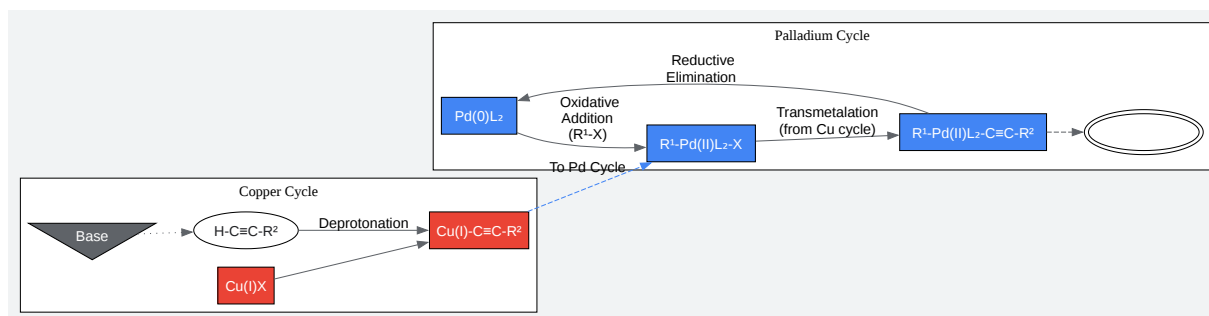 Palladium Cycle
Reductive
Elimination
Pd(0)L₂
Oxidative
Addition
(R¹-X)
R¹-Pd(II)L₂-X
Transmetalation
(from Cu cycle)
R¹-Pd(II)L₂-C≡C-R²
To Pd Cycle
Copper Cycle
Base
H-C≡C-R²
Deprotonation
Cu(I)-C≡C-R²
Cu(I)X